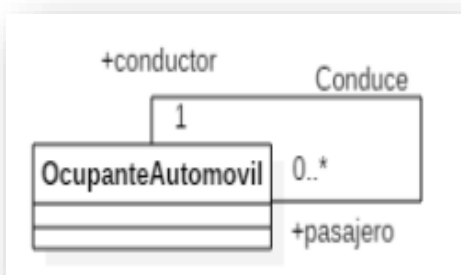 +conductor
Conduce
1
OcupanteAutomovil
0..*
+pasajero